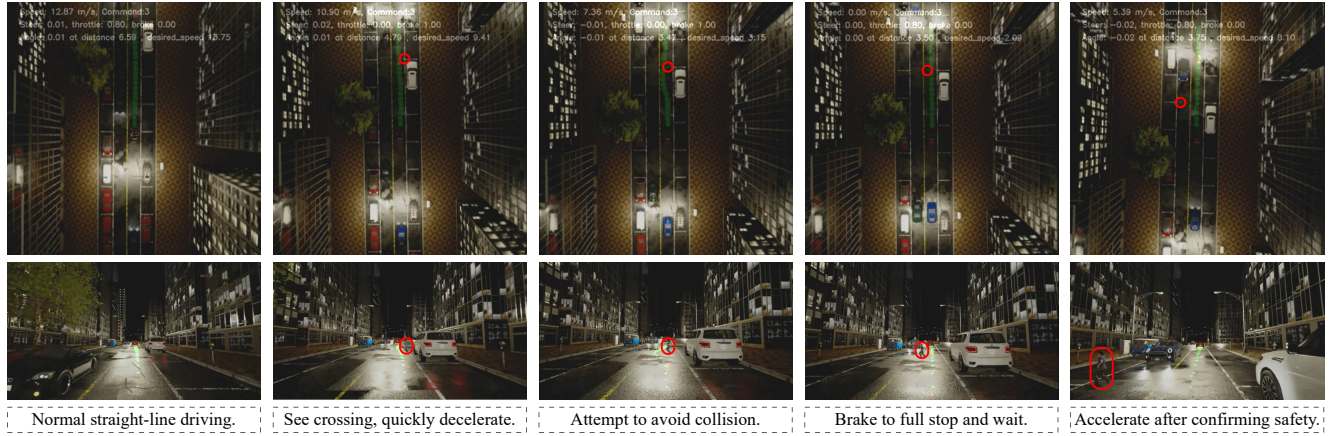 Speed: 12.87 m/s, Command:3
Steer: 0.01, throttle: 0.80, brake 0.00
Angle: 0.01 at distance 6.59 , desired_speed 13.75
Speed: 10.90 m/s, Command:3
Steer: 0.02, throttle: 0.00, brake 1.00
Angle: 0.01 at distance 4.79 , desired_speed 9.41
Speed: 7.36 m/s, Command:3
Steer: −0.01, throttle: 0.00, brake 1.00
Angle: −0.01 at distance 3.47 , desired_speed 3.15
Speed: 0.00 m/s, Command:3
Steer: 0.00, throttle: 0.00, brake 0.00
Angle: 0.00 at distance 3.50 , desired_speed 2.09
Speed: 5.39 m/s, Command:3
Steer: −0.02, throttle: 0.80, brake 0.00
Angle: −0.02 at distance 3.75 , desired_speed 8.10
Normal straight-line driving.
See crossing, quickly decelerate.
Attempt to avoid collision.
Brake to full stop and wait.
Accelerate after confirming safety.